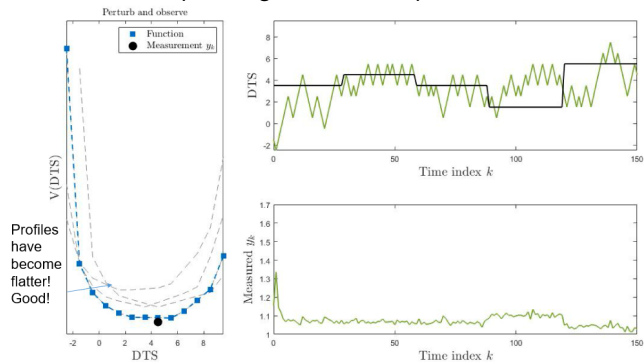 Perturb and observe
Function
Measurement yk
V(DTS)
Profiles
have
become
flatter!
Good!
-2 0 2 4 6 8
DTS
8
6
4
2
0
-2
DTS
0 50 100 150
Time index k
1.7
1.6
1.5
1.4
1.3
1.2
1.1
1
Measured yk
0 50 100 150
Time index k